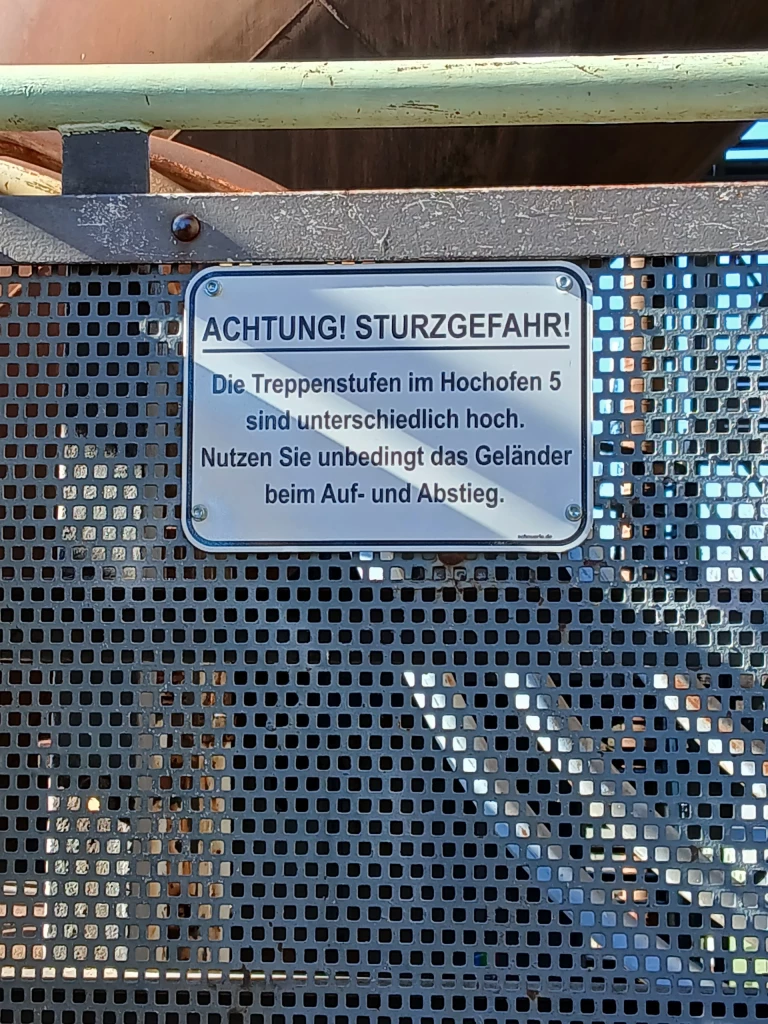 ACHTUNG! STURZGEFAHR!
Die Treppenstufen im Hochofen 5
sind unterschiedlich hoch.
Nutzen Sie unbedingt das Geländer
beim Auf- und Abstieg.